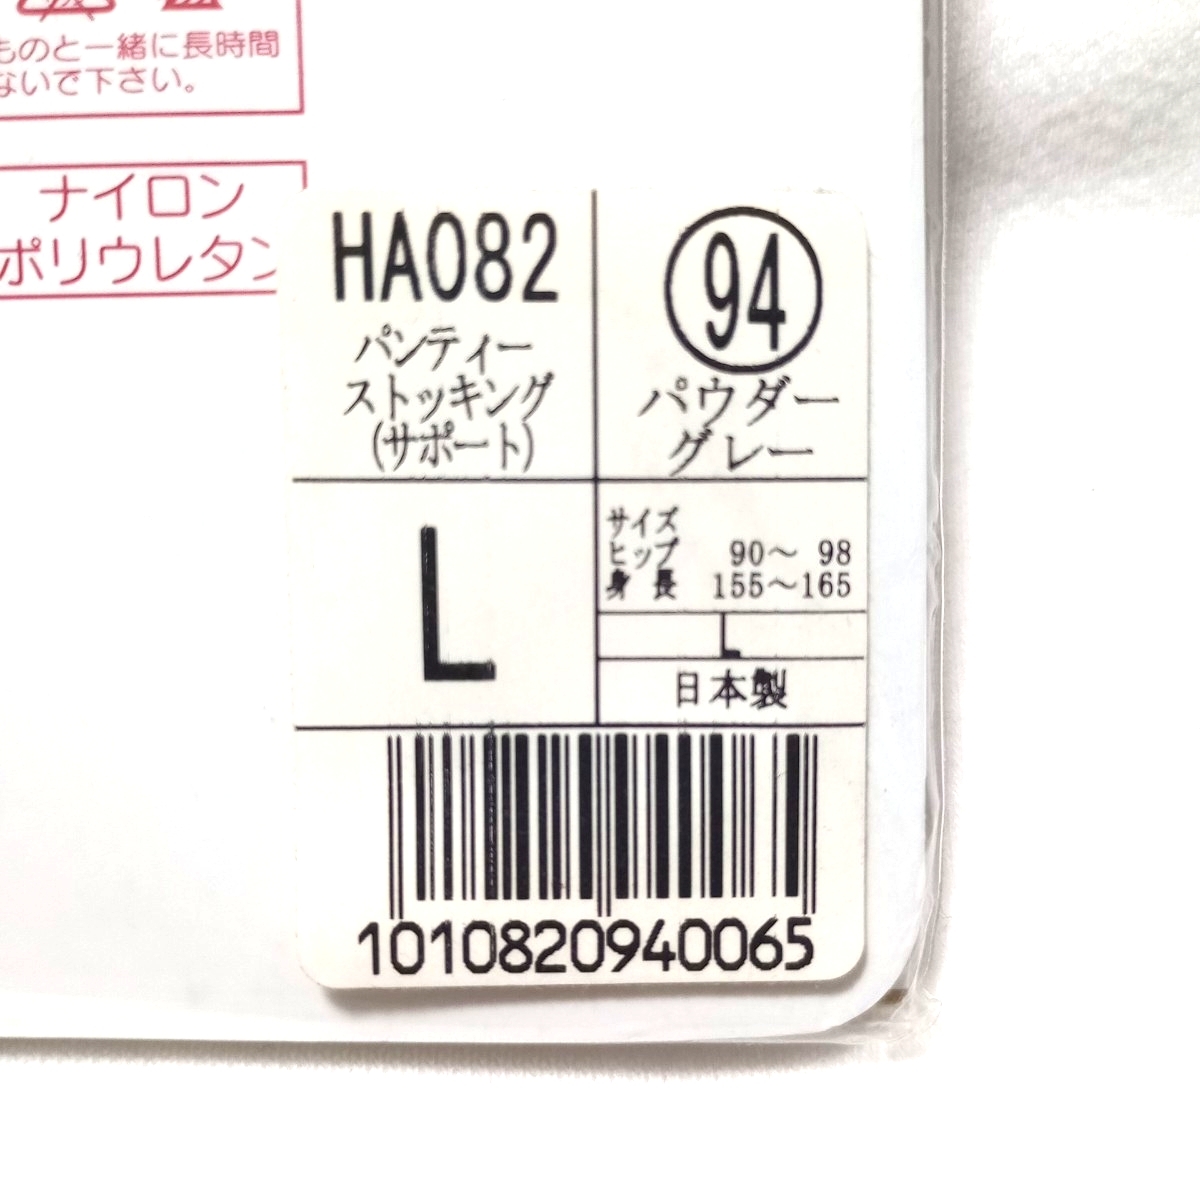 ものと一緒に長時間
ないで下さい。
ナイロン
ポリウレタン
HA082
パンティー
ストッキング
(サポート)
94
パウダー
グレー
L
サイズ
ヒップ 90～ 98
身 長 155～165
L
日本製
1010820940065